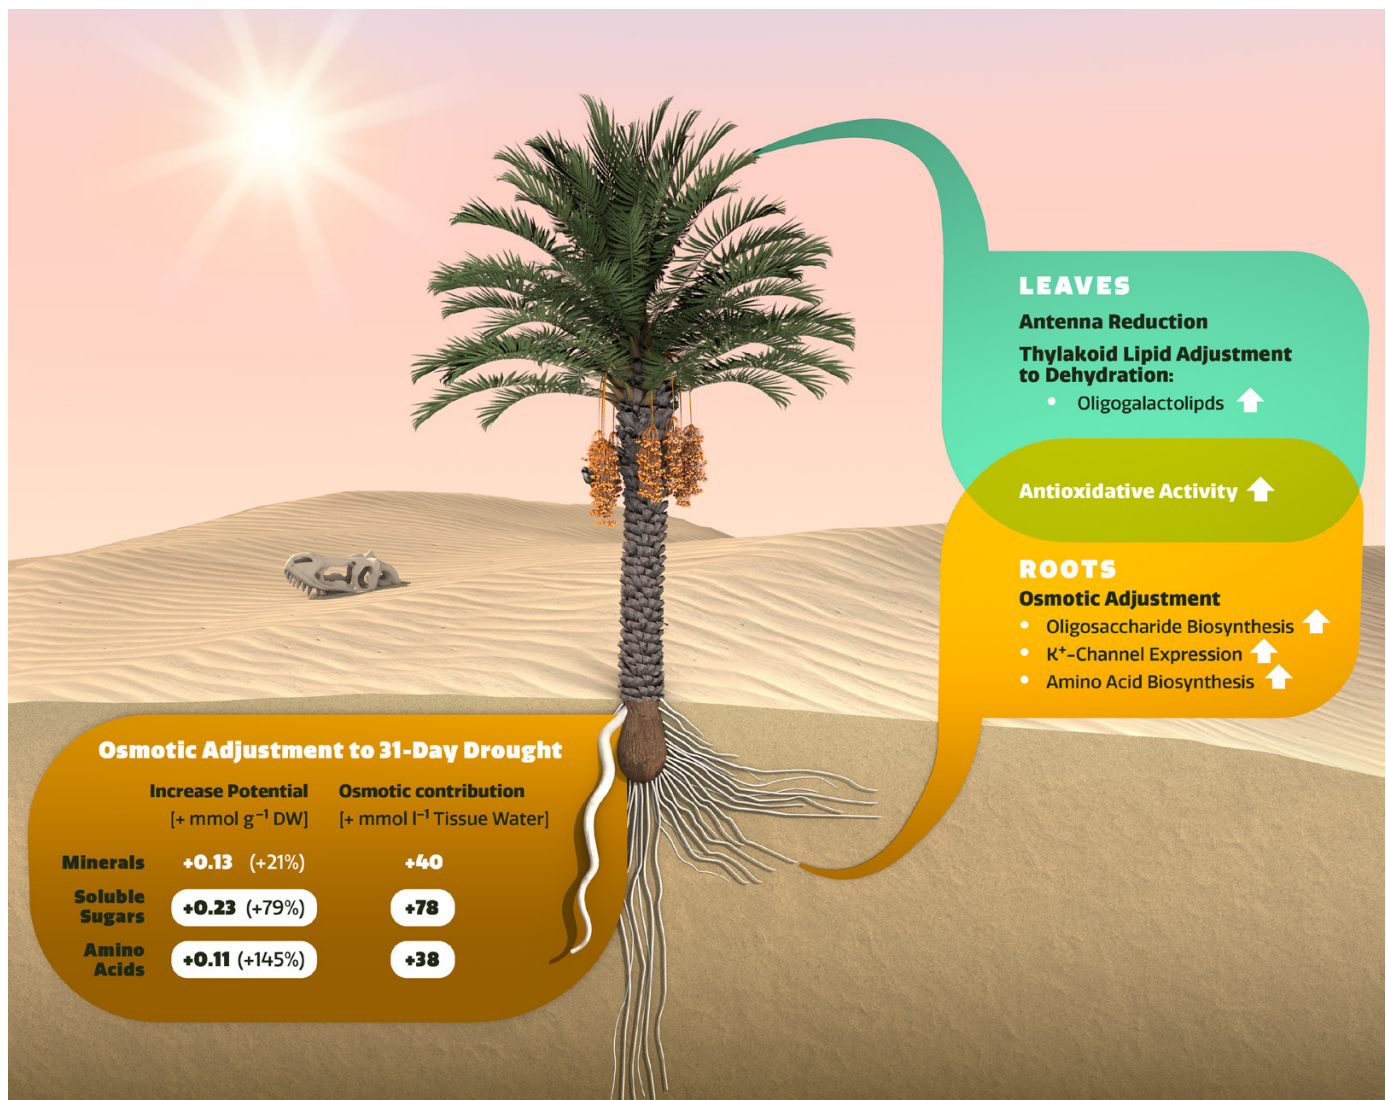 LEAVES
Antenna Reduction
Thylakoid Lipid Adjustment
to Dehydration:
• Oligogalactolipds
Antioxidative Activity
ROOTS
Osmotic Adjustment
• Oligosaccharide Biosynthesis
• K⁺-Channel Expression
• Amino Acid Biosynthesis
Osmotic Adjustment to 31-Day Drought
Increase Potential Osmotic contribution
[+ mmol g⁻¹ DW] [+ mmol l⁻¹ Tissue Water]
Minerals +0.13 (+21%) +40
Soluble
Sugars +0.23 (+79%) +78
Amino
Acids +0.11 (+145%) +38